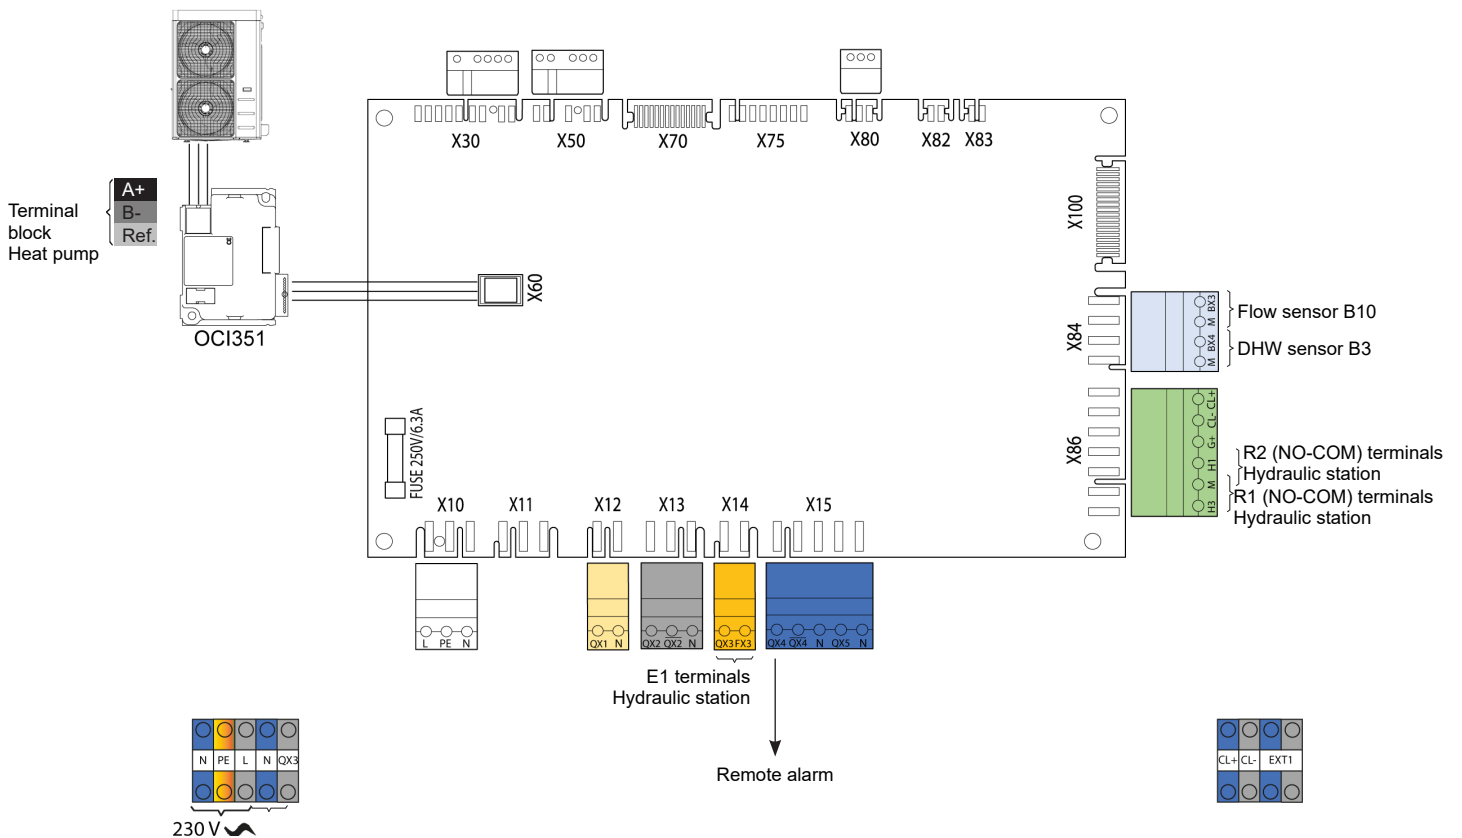 X30
X50
X70
X75
X80
X82
X83
A+
B-
Ref.
Terminal
block
Heat pump
X100
X60
OCI351
X84
BX3
M
BX4
M
Flow sensor B10
DHW sensor B3
FUSE 250V/6.3A
X86
CL+
CL-
G+
H1
M
H3
R2 (NO-COM) terminals
Hydraulic station
R1 (NO-COM) terminals
Hydraulic station
X10
X11
X12
X13
X14
X15
L PE N
QX1 N
QX2 QX2 N
QX3 FX3
QX4 QX4 N QX5 N
E1 terminals
Hydraulic station
Remote alarm
N PE L N QX3
230 V
CL+ CL- EXT1